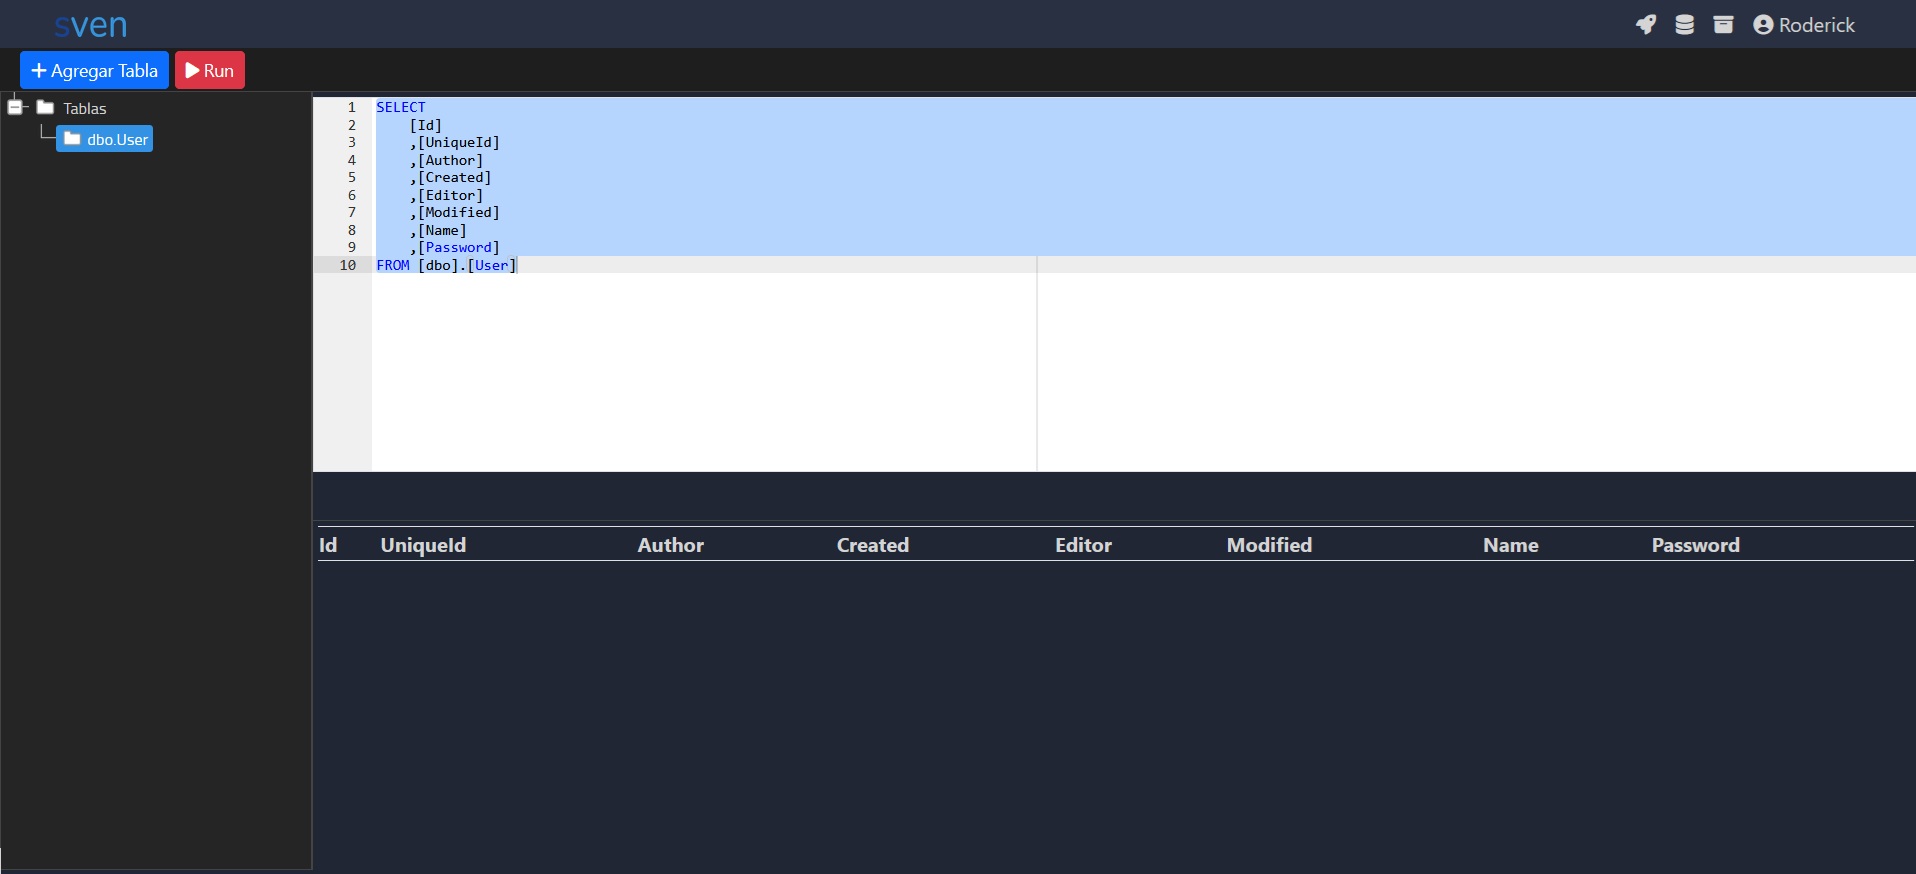 sven
Roderick
Agregar Tabla Run
Tablas
dbo.User
1 SELECT
2 [Id]
3 ,[UniqueId]
4 ,[Author]
5 ,[Created]
6 ,[Editor]
7 ,[Modified]
8 ,[Name]
9 ,[Password]
10 FROM [dbo].[User]
Id UniqueId Author Created Editor Modified Name Password